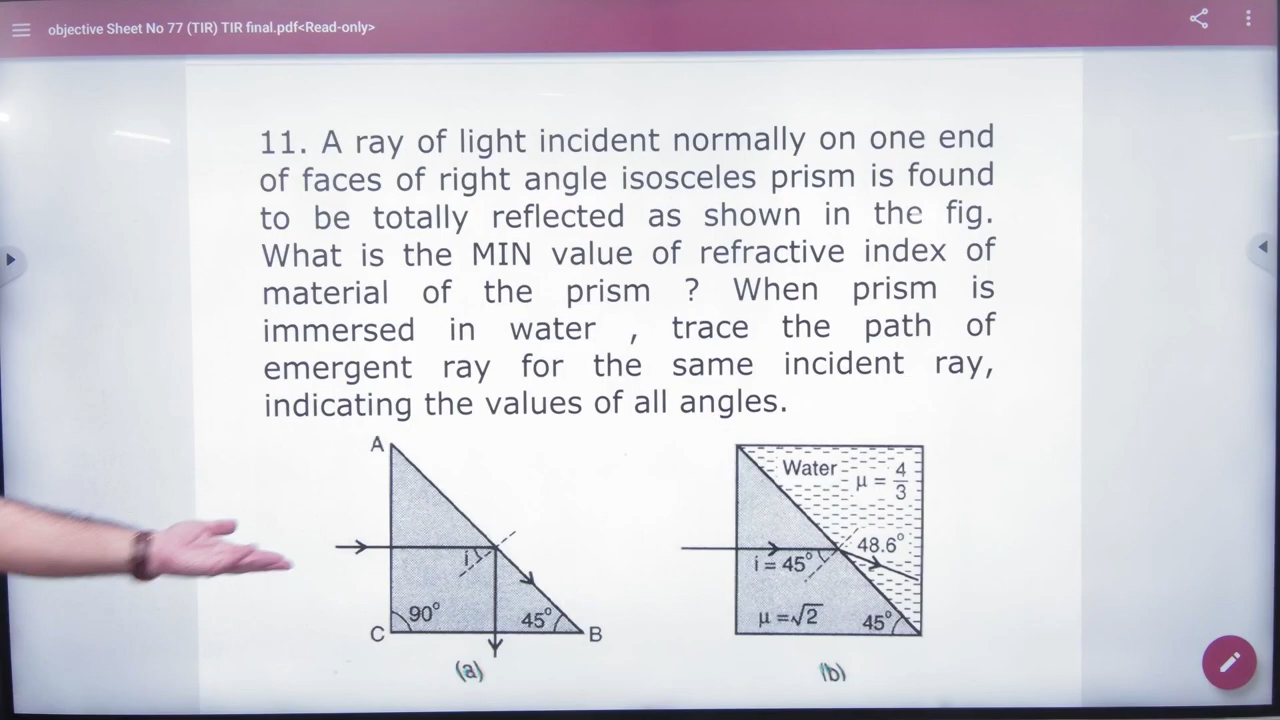 objective Sheet No 77 (TIR) TIR final.pdf<Read-only>
11. A ray of light incident normally on one end
of faces of right angle isosceles prism is found
to be totally reflected as shown in the fig.
What is the MIN value of refractive index of
material of the prism ? When prism is
immersed in water , trace the path of
emergent ray for the same incident ray,
indicating the values of all angles.
A
i
90°
45°
C
B
(a)
Water
μ = 4/3
48.6°
i = 45°
μ =√2
45°
(b)